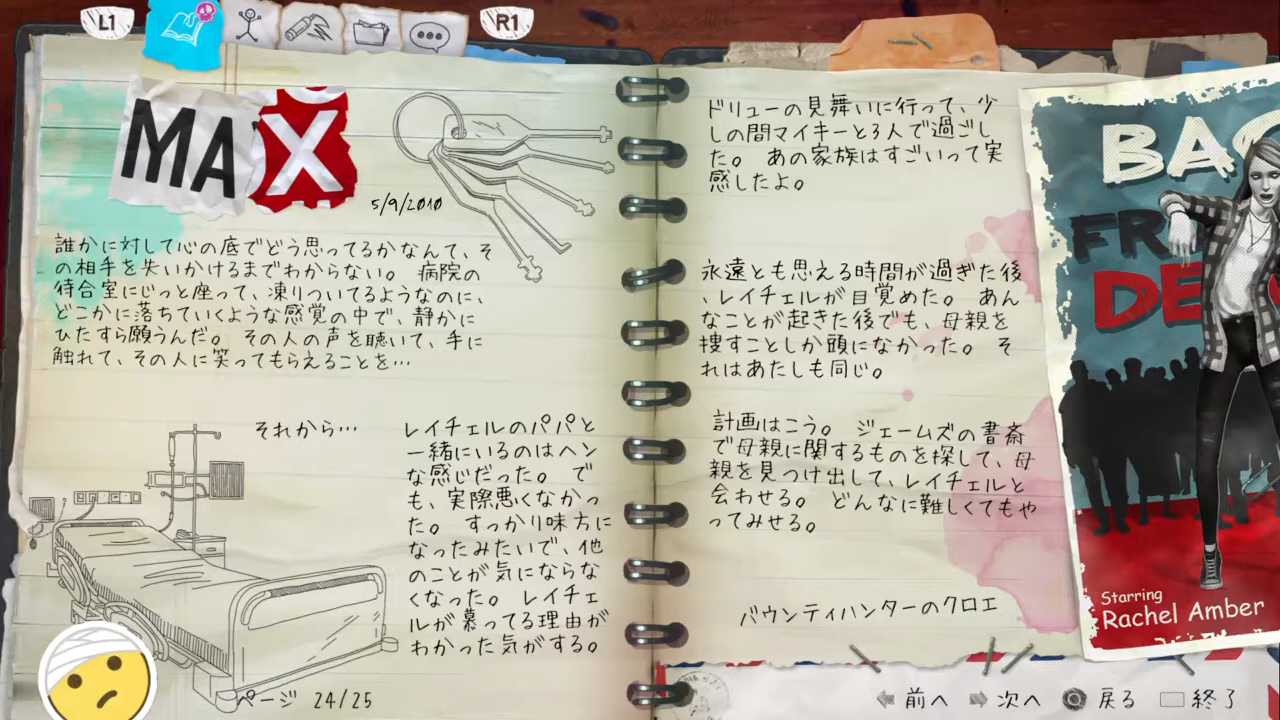 L1
R1
MAX
5/9/2010
誰かに対して心の底でどう思ってるかなんて、そ
の相手を失いかけるまでわからない。 病院の
待合室にじっと座って、凍りついてるようなのに、
どこかに落ちていくような感覚の中で、静かに
ひたすら願うんだ。 その人の声を聴いて、手に
触れて、その人に笑ってもらえることを…
それから…
レイチェルのパパと
一緒にいるのはヘン
な感じだった。 で
も、実際悪くなかっ
た。 すっかり味方に
なったみたいで、他
のことが気にならな
くなった。 レイチェ
ルが慕ってる理由が
わかった気がする。
ページ 24/25
ドリューの見舞いに行って、少
しの間マイキーと3人で過ごし
た。 あの家族はすごいって実
感したよ。
永遠とも思える時間が過ぎた後
、レイチェルが目覚めた。 あん
なことが起きた後でも、母親を
捜すことしか頭になかった。 そ
れはあたしも同じ。
計画はこう。 ジェームズの書斎
で母親に関するものを探して、母
親を見つけ出して、レイチェルと
会わせる。 どんなに難しくてもや
ってみせる。
バウンティハンターのクロエ
Starring
Rachel Amber
前へ 次へ 戻る 終了